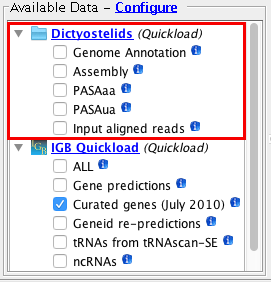 Available Data – Configure
Dictyostelids (Quickload)
Genome Annotation
Assembly
PASAaa
PASAua
Input aligned reads
IGB Quickload (Quickload)
ALL
Gene predictions
Curated genes (July 2010)
Geneid re-predictions
tRNAs from tRNAscan-SE
ncRNAs